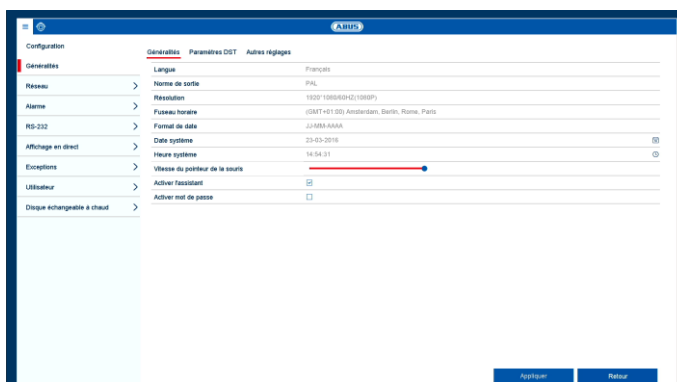 ABUS
Configuration
Généralités Paramètres DST Autres réglages
Généralités
Langue Français
Réseau
Norme de sortie PAL
Résolution 1920*1080/60HZ(1080P)
Alarme
Fuseau horaire (GMT+01:00) Amsterdam, Berlin, Rome, Paris
RS-232
Format de date JJ-MM-AAAA
Affichage en direct
Date système 23-03-2016
Heure système 14:54:31
Exceptions
Vitesse du pointeur de la souris
Utilisateur
Activer l'assistant
Activer mot de passe
Disque échangeable à chaud
Appliquer Retour